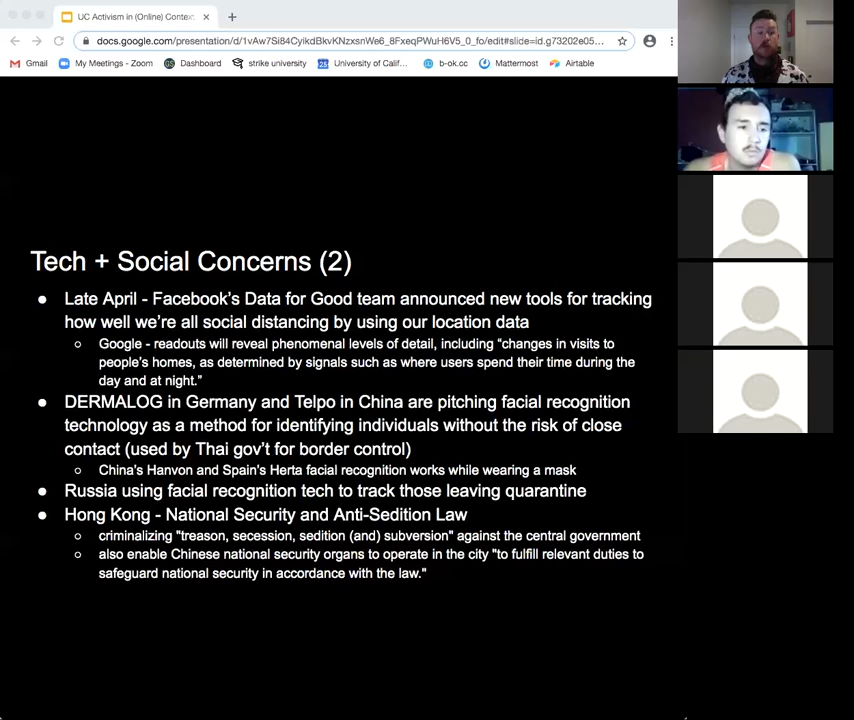 UC Activism in (Online) Contex
docs.google.com/presentation/d/1vAw7Si84CyikdBkvKNzxsnWe6_8FxeqPWuH6V5_0_fo/edit#slide=id.g73202e05...
Gmail My Meetings - Zoom Dashboard strike university University of Calif... b-ok.cc Mattermost Airtable
Tech + Social Concerns (2)
● Late April - Facebook's Data for Good team announced new tools for tracking
how well we're all social distancing by using our location data
○ Google - readouts will reveal phenomenal levels of detail, including “changes in visits to
people's homes, as determined by signals such as where users spend their time during the
day and at night.”
● DERMALOG in Germany and Telpo in China are pitching facial recognition
technology as a method for identifying individuals without the risk of close
contact (used by Thai gov't for border control)
○ China's Hanvon and Spain's Herta facial recognition works while wearing a mask
● Russia using facial recognition tech to track those leaving quarantine
● Hong Kong - National Security and Anti-Sedition Law
○ criminalizing "treason, secession, sedition (and) subversion" against the central government
○ also enable Chinese national security organs to operate in the city "to fulfill relevant duties to
safeguard national security in accordance with the law."